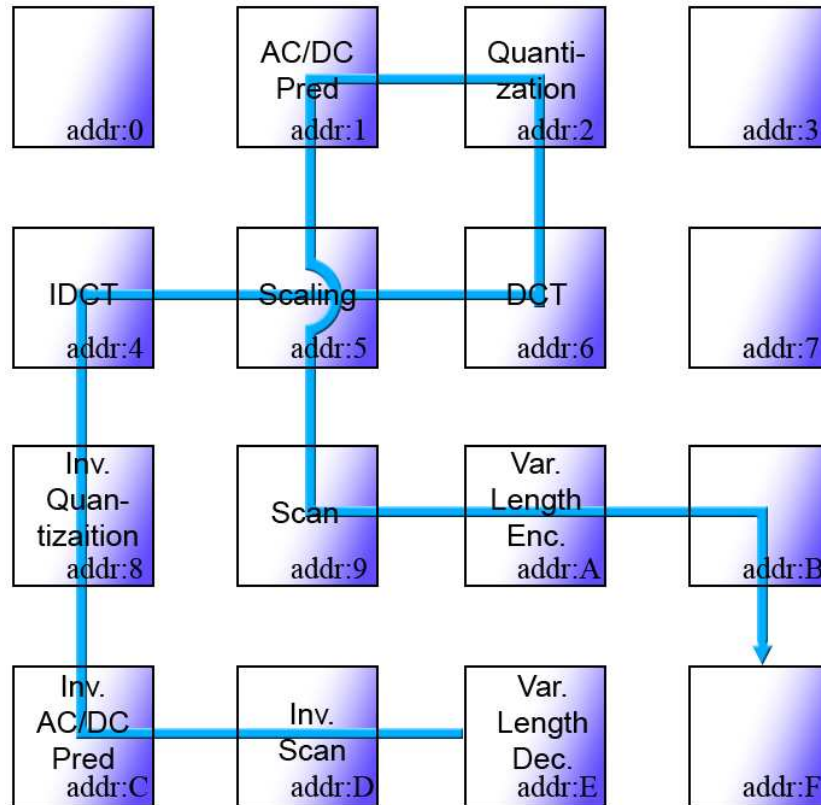 addr:0
AC/DC
Pred
addr:1
Quanti-
zation
addr:2
addr:3
IDCT
addr:4
Scaling
addr:5
DCT
addr:6
addr:7
Inv.
Quan-
tizaition
addr:8
Scan
addr:9
Var.
Length
Enc.
addr:A
addr:B
Inv.
AC/DC
Pred
addr:C
Inv.
Scan
addr:D
Var.
Length
Dec.
addr:E
addr:F